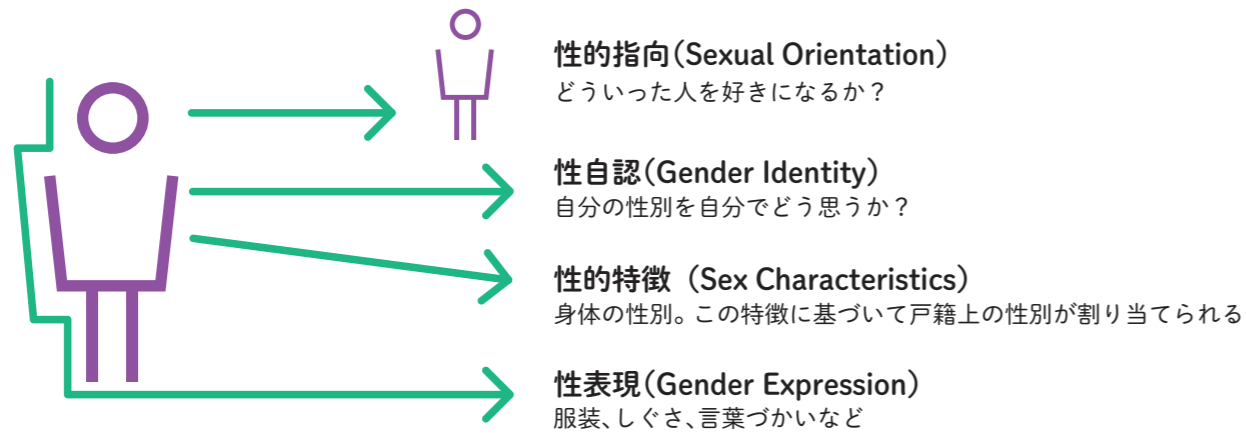 性的指向（Sexual Orientation）
どういった人を好きになるか？
性自認（Gender Identity）
自分の性別を自分でどう思うか？
性的特徴（Sex Characteristics）
身体の性別。この特徴に基づいて戸籍上の性別が割り当てられる
性表現（Gender Expression）
服装、しぐさ、言葉づかいなど